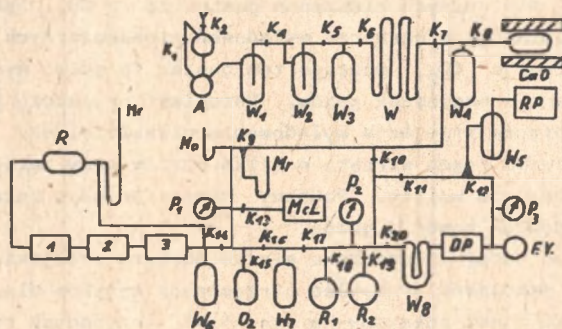 K₂ K₄ K₅ K₆ K₇ K₈
K₁
A W₁ W₂ W₃ W W₄ CaO
RP
R Mr M₀ K₉ W₅
Mr K₁₀ K₁₁ K₁₂
P₁ K₁₃ McL P₂ P₃
1 2 3 K₁₄ K₁₆ K₁₇ K₂₀ DP E.V.
K₁₅ K₁₈ K₁₉
W₆ O₂ W₇ R₁ R₂ W₈